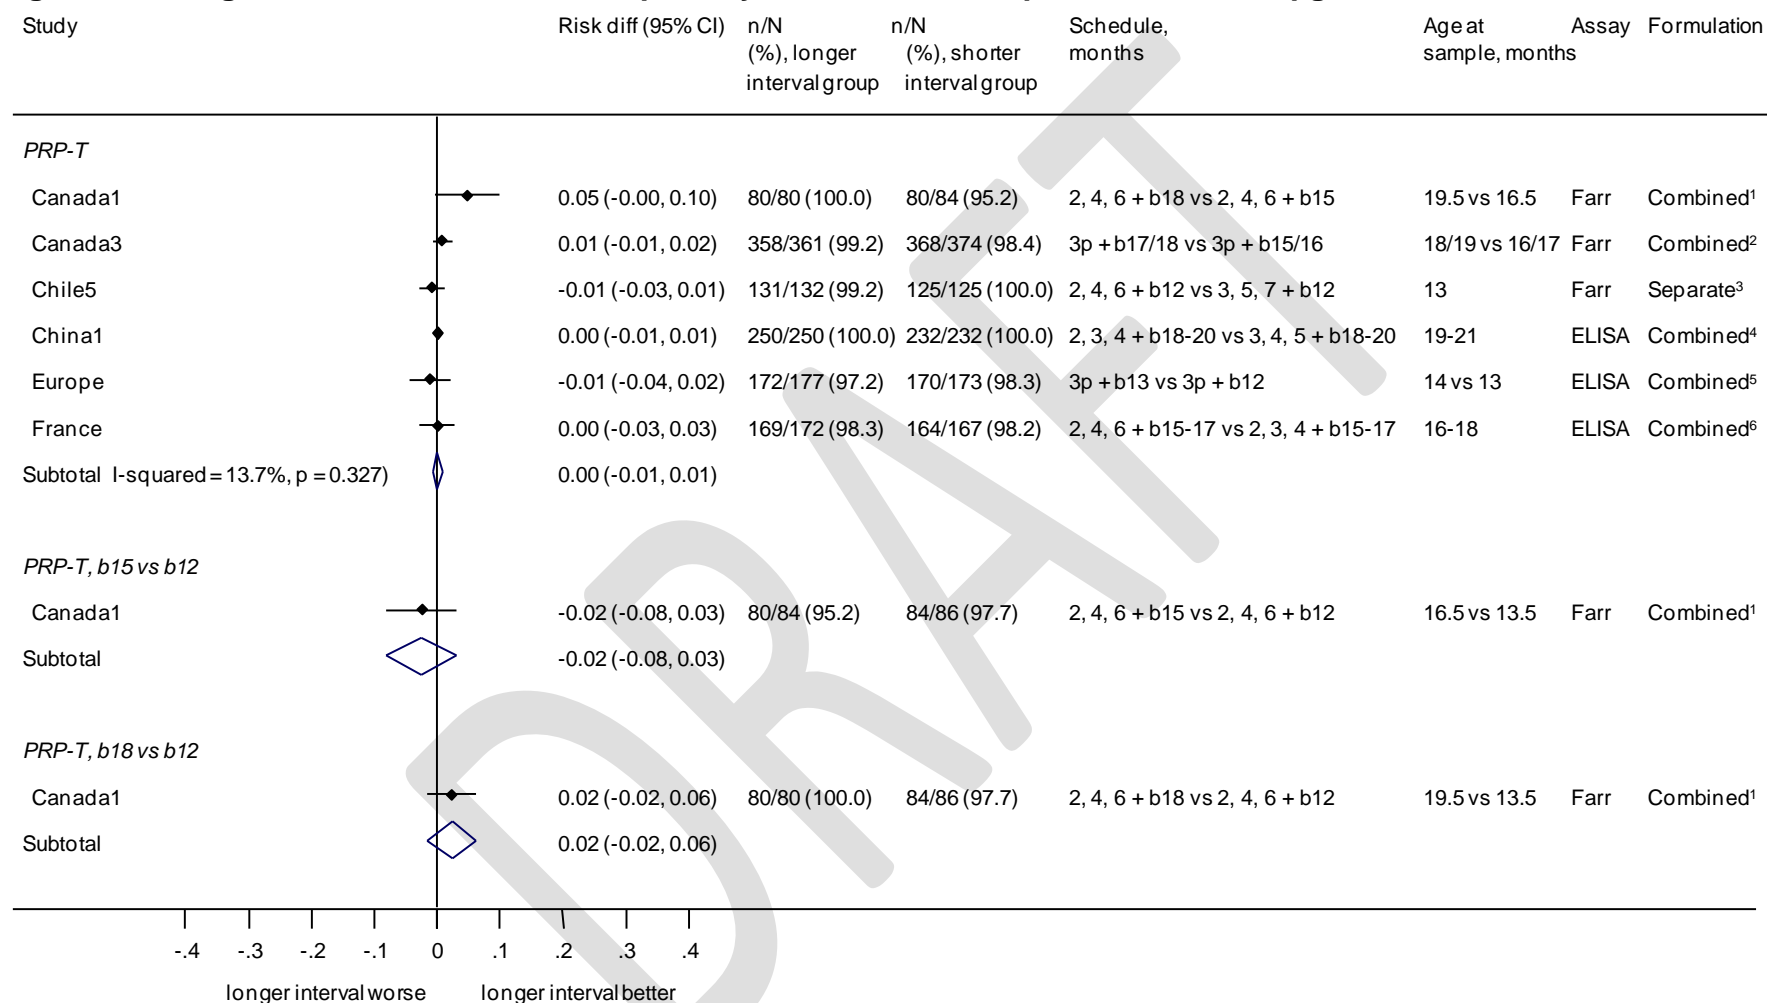 Study Risk diff (95% CI) n/N n/N Schedule, Age at Assay Formulation
(%), longer (%), shorter months sample, months
interval group interval group
PRP-T
Canada1 0.05 (-0.00, 0.10) 80/80 (100.0) 80/84 (95.2) 2, 4, 6 + b18 vs 2, 4, 6 + b15 19.5 vs 16.5 Farr Combined¹
Canada3 0.01 (-0.01, 0.02) 358/361 (99.2) 368/374 (98.4) 3p + b17/18 vs 3p + b15/16 18/19 vs 16/17 Farr Combined²
Chile5 -0.01 (-0.03, 0.01) 131/132 (99.2) 125/125 (100.0) 2, 4, 6 + b12 vs 3, 5, 7 + b12 13 Farr Separate³
China1 0.00 (-0.01, 0.01) 250/250 (100.0) 232/232 (100.0) 2, 3, 4 + b18-20 vs 3, 4, 5 + b18-20 19-21 ELISA Combined⁴
Europe -0.01 (-0.04, 0.02) 172/177 (97.2) 170/173 (98.3) 3p + b13 vs 3p + b12 14 vs 13 ELISA Combined⁵
France 0.00 (-0.03, 0.03) 169/172 (98.3) 164/167 (98.2) 2, 4, 6 + b15-17 vs 2, 3, 4 + b15-17 16-18 ELISA Combined⁶
Subtotal I-squared = 13.7%, p = 0.327) 0.00 (-0.01, 0.01)
PRP-T, b15 vs b12
Canada1 -0.02 (-0.08, 0.03) 80/84 (95.2) 84/86 (97.7) 2, 4, 6 + b15 vs 2, 4, 6 + b12 16.5 vs 13.5 Farr Combined¹
Subtotal -0.02 (-0.08, 0.03)
PRP-T, b18 vs b12
Canada1 0.02 (-0.02, 0.06) 80/80 (100.0) 84/86 (97.7) 2, 4, 6 + b18 vs 2, 4, 6 + b12 19.5 vs 13.5 Farr Combined¹
Subtotal 0.02 (-0.02, 0.06)
-.4 -.3 -.2 -.1 0 .1 .2 .3 .4
longer interval worse longer interval better
DRAFT